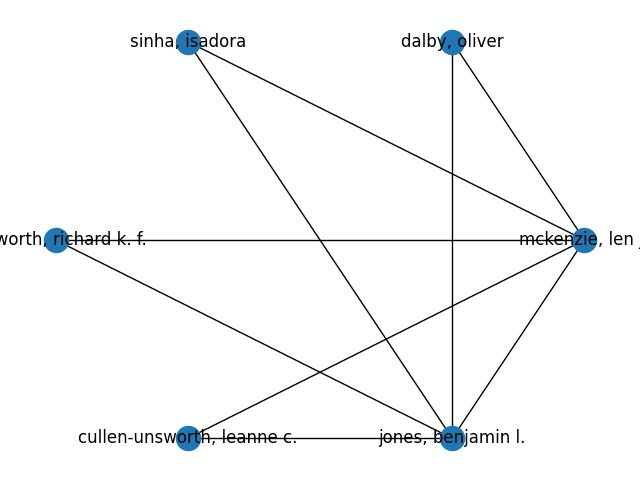 sinha, isadora
dalby, oliver
worth, richard k. f.
mckenzie, len
cullen-unsworth, leanne c.
jones, benjamin l.